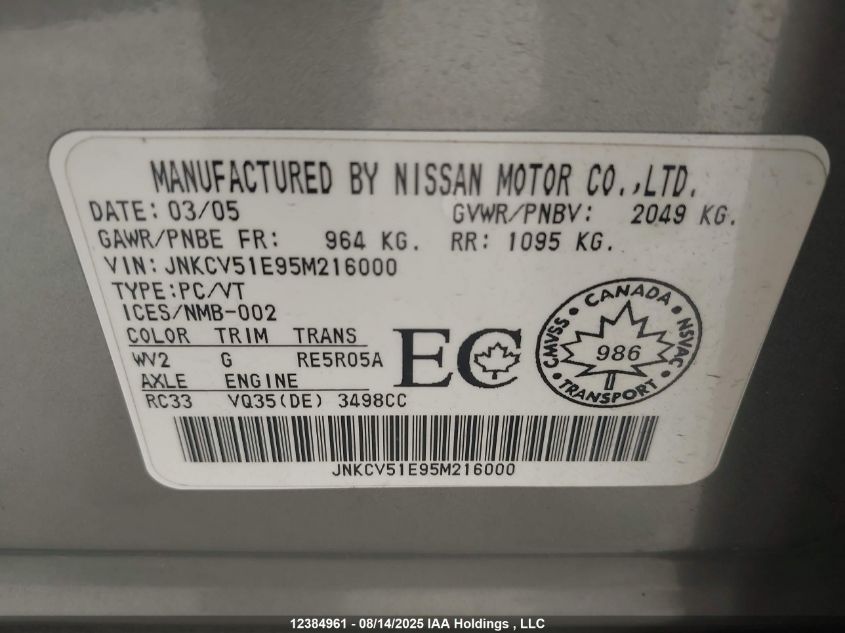 MANUFACTURED BY NISSAN MOTOR CO.,LTD.
DATE: 03/05 GVWR/PNBV: 2049 KG.
GAWR/PNBE FR: 964 KG. RR: 1095 KG.
VIN: JNKCV51E95M216000
TYPE:PC/VT
ICES/NMB-002
COLOR TRIM TRANS
WV2 G RE5R05A
AXLE ENGINE
RC33 VQ35(DE) 3498CC
EC
CANADA
CMVSS 986 NSVAC
TRANSPORT
JNKCV51E95M216000
12384961 - 08/14/2025 IAA Holdings , LLC